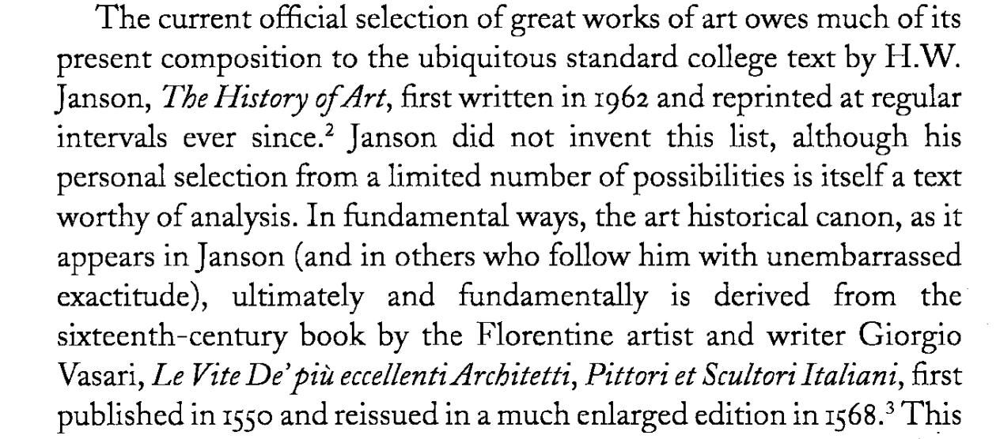 The current official selection of great works of art owes much of its
present composition to the ubiquitous standard college text by H.W.
Janson, The History of Art, first written in 1962 and reprinted at regular
intervals ever since.² Janson did not invent this list, although his
personal selection from a limited number of possibilities is itself a text
worthy of analysis. In fundamental ways, the art historical canon, as it
appears in Janson (and in others who follow him with unembarrassed
exactitude), ultimately and fundamentally is derived from the
sixteenth-century book by the Florentine artist and writer Giorgio
Vasari, Le Vite De' più eccellenti Architetti, Pittori et Scultori Italiani, first
published in 1550 and reissued in a much enlarged edition in 1568.³ This